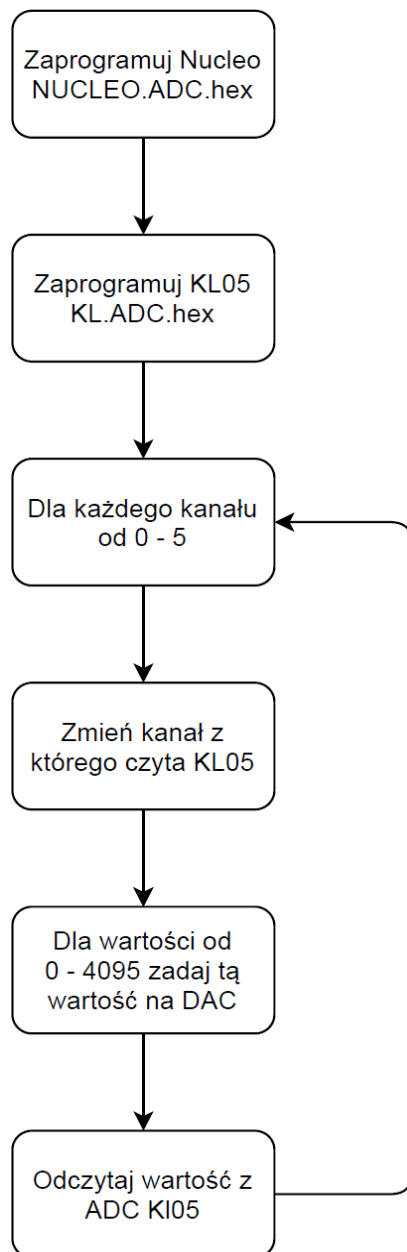 Zaprogramuj Nucleo
NUCLEO.ADC.hex
Zaprogramuj KL05
KL.ADC.hex
Dla każdego kanału
od 0 - 5
Zmień kanał z
którego czyta KL05
Dla wartości od
0 - 4095 zadaj tą
wartość na DAC
Odczytaj wartość z
ADC Kl05